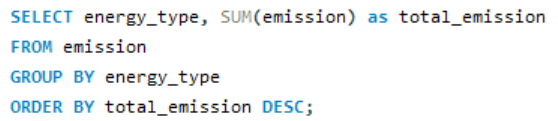 SELECT energy_type, SUM(emission) as total_emission
FROM emission
GROUP BY energy_type
ORDER BY total_emission DESC;